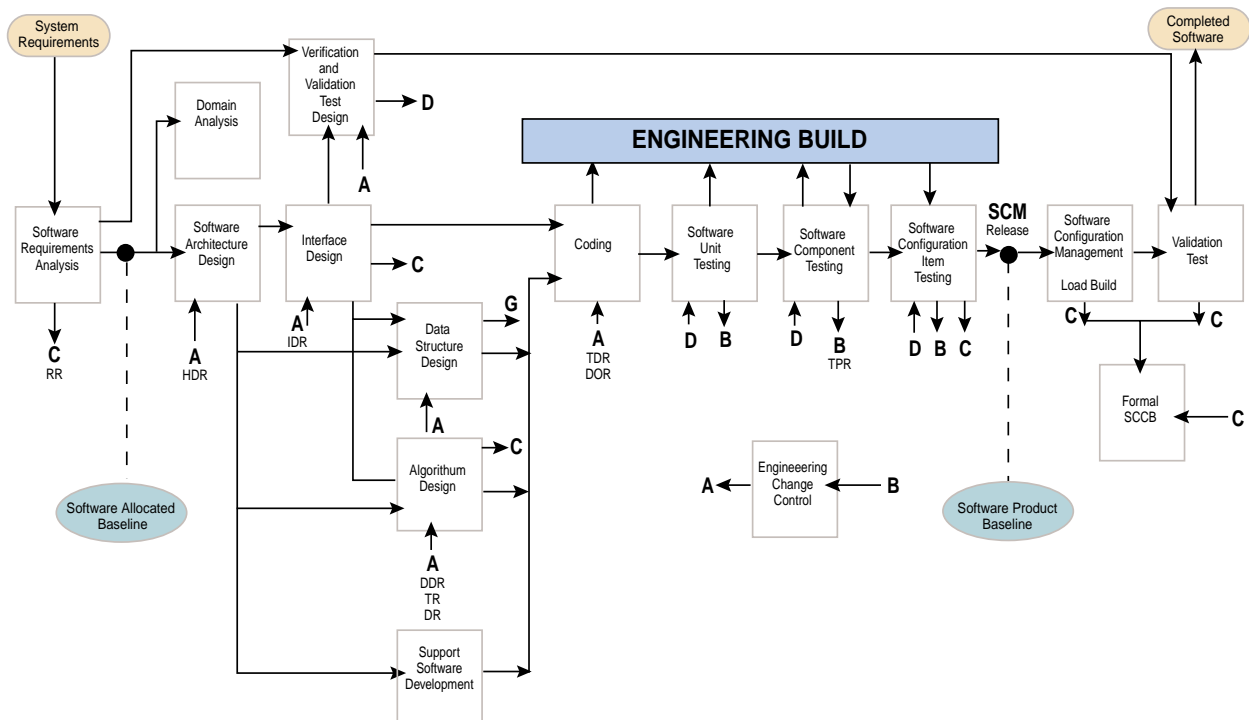 System
Requirements
Completed
Software
Verification
and
Validation
Test
Design
D
A
Domain
Analysis
ENGINEERING BUILD
Software
Requirements
Analysis
C
RR
Software
Architecture
Design
A
HDR
Interface
Design
C
A
IDR
Coding
A
TDR
DOR
Software
Unit
Testing
D
B
Software
Component
Testing
D
B
TPR
Software
Configuration
Item
Testing
D
B
C
SCM
Release
Software
Configuration
Management
Load Build
C
Validation
Test
C
Data
Structure
Design
G
A
Algorithum
Design
C
A
DDR
TR
DR
Support
Software
Development
Formal
SCCB
C
A
Engineeering
Change
Control
B
Software Allocated
Baseline
Software Product
Baseline